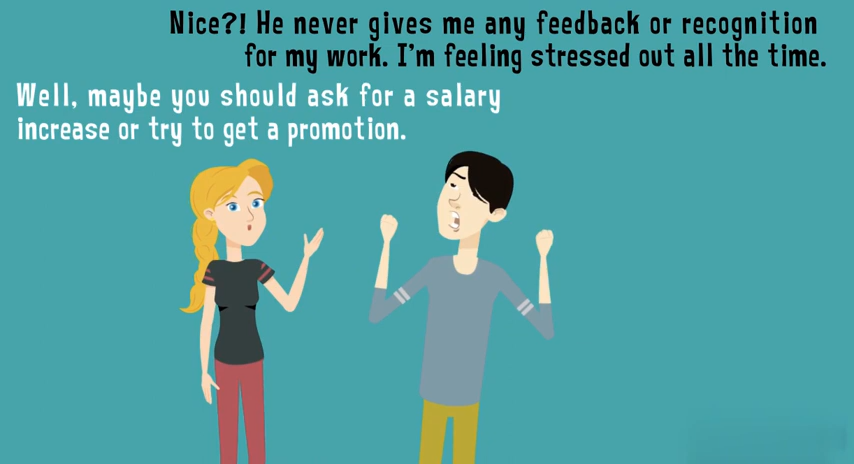 Nice?! He never gives me any feedback or recognition
for my work. I'm feeling stressed out all the time.
Well, maybe you should ask for a salary
increase or try to get a promotion.